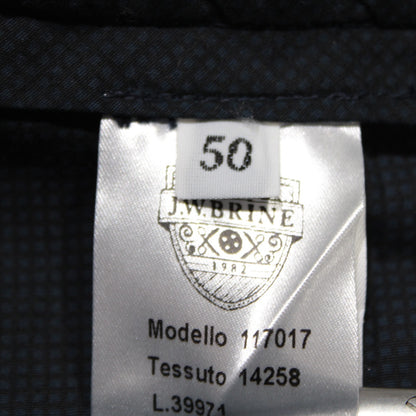 50
J.W.BRINE
1982
Modello 117017
Tessuto 14258
L.39971